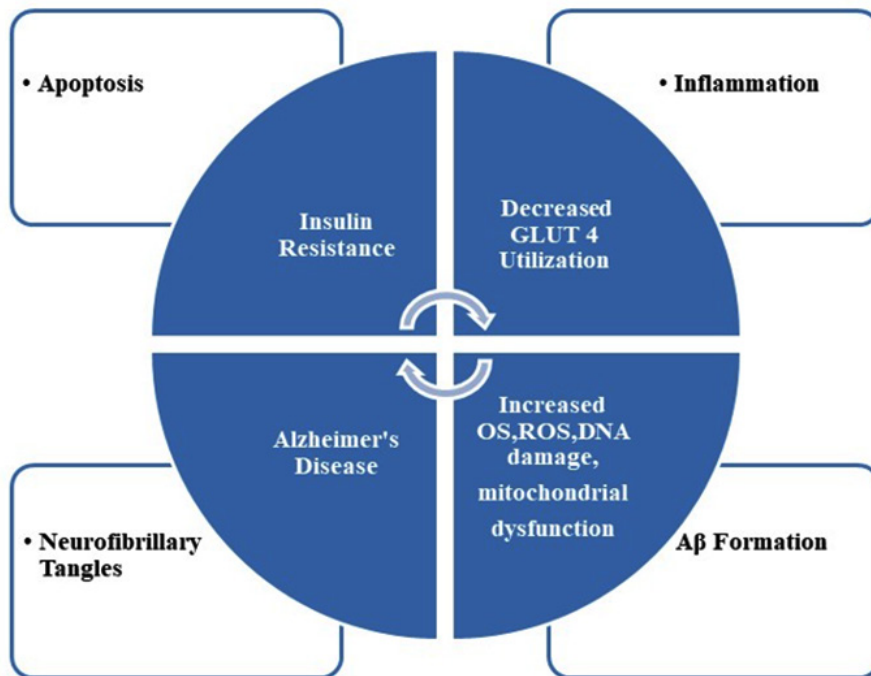 • Apoptosis
• Inflammation
Insulin
Resistance
Decreased
GLUT 4
Utilization
Alzheimer's
Disease
Increased
OS,ROS,DNA
damage,
mitochondrial
dysfunction
• Neurofibrillary
Tangles
Aβ Formation